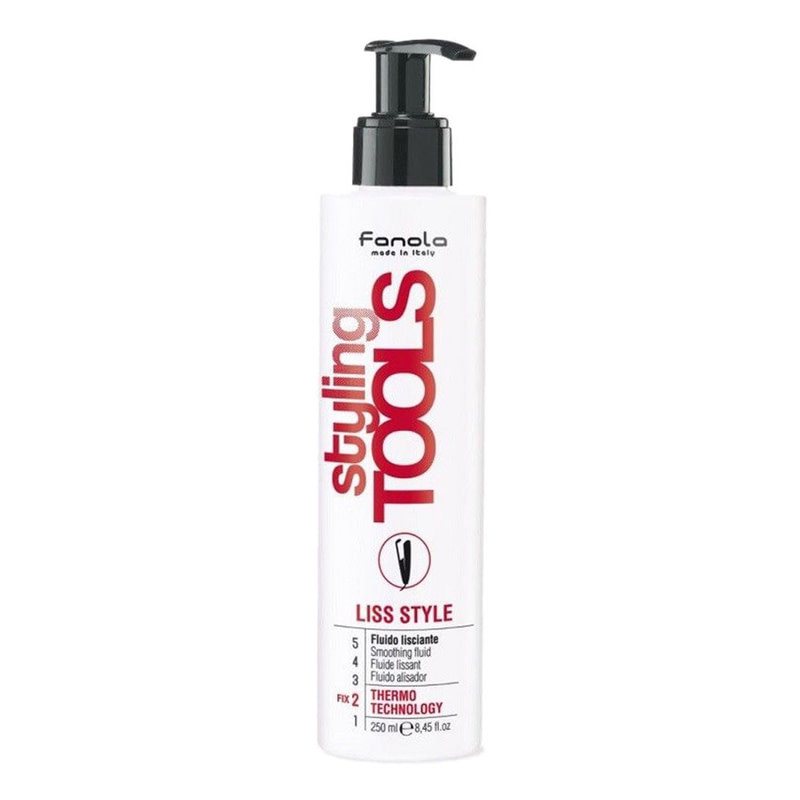 Fanola
made in Italy
styling
TOOLS
LISS STYLE
5
4
3
FIX 2
1
Fluido lisciante
Smoothing fluid
Fluide lissant
Fluido alisador
THERMO
TECHNOLOGY
250 ml e 8,45 fl.oz